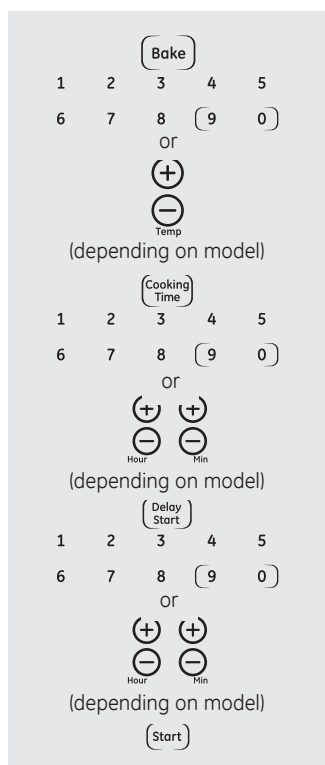 Bake
1 2 3 4 5
6 7 8 9 0
or
+
−
Temp
(depending on model)
Cooking
Time
1 2 3 4 5
6 7 8 9 0
or
+ +
− −
Hour Min
(depending on model)
Delay
Start
1 2 3 4 5
6 7 8 9 0
or
+ +
− −
Hour Min
(depending on model)
Start